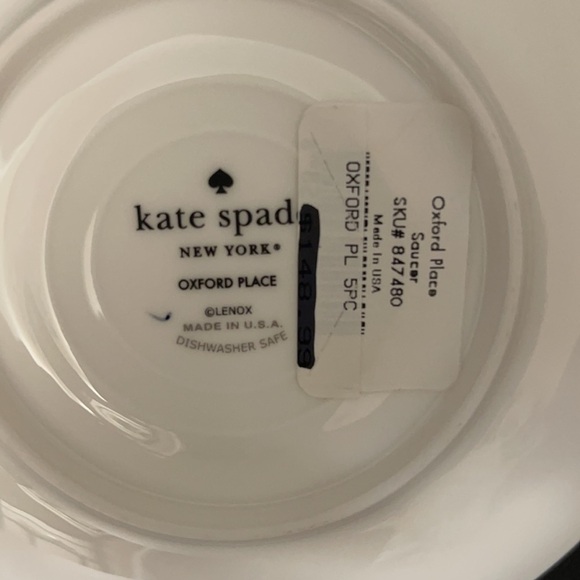 kate spad
NEW YORK®
OXFORD PLACE
©LENOX
MADE IN U.S.A.
DISHWASHER SAFE
Oxford Place
Saucer
SKU# 847480
Made In USA
OXFORD PL 5PC